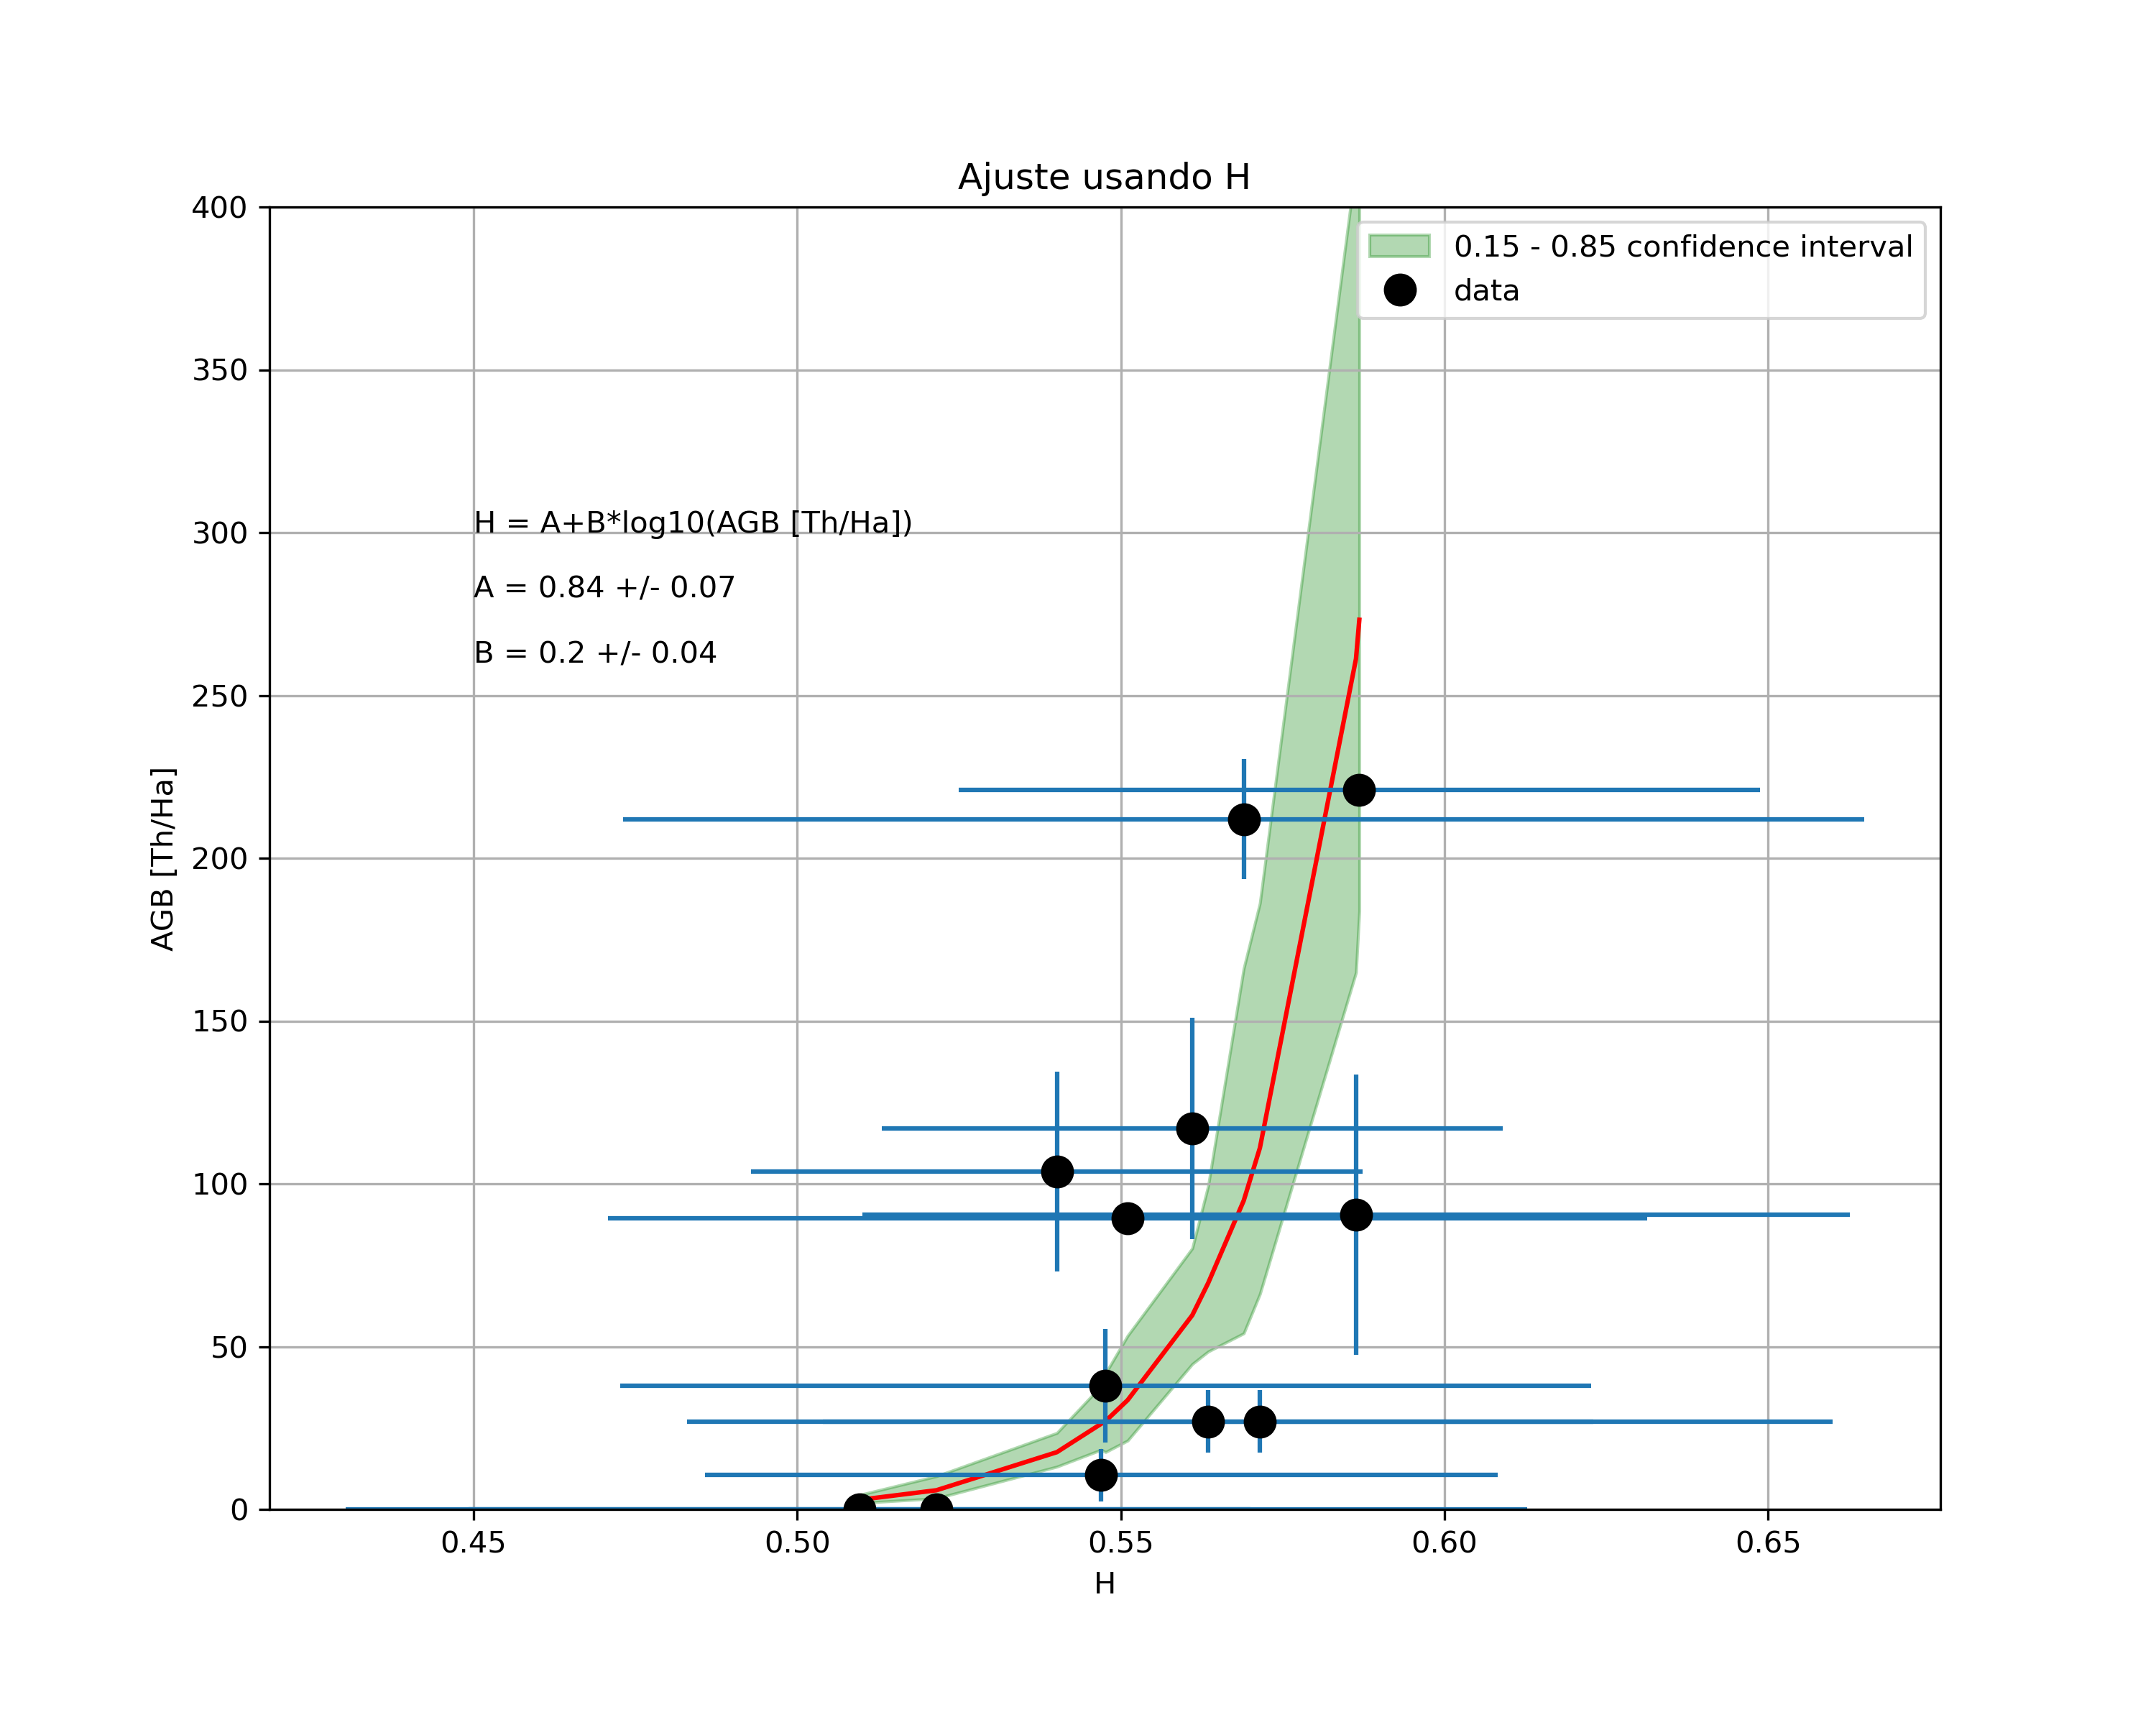 Ajuste usando H
400
350
300
250
200
150
100
50
0
AGB [Th/Ha]
0.15 - 0.85 confidence interval
data
H = A+B*log10(AGB [Th/Ha])
A = 0.84 +/- 0.07
B = 0.2 +/- 0.04
0.45 0.50 0.55 0.60 0.65
H